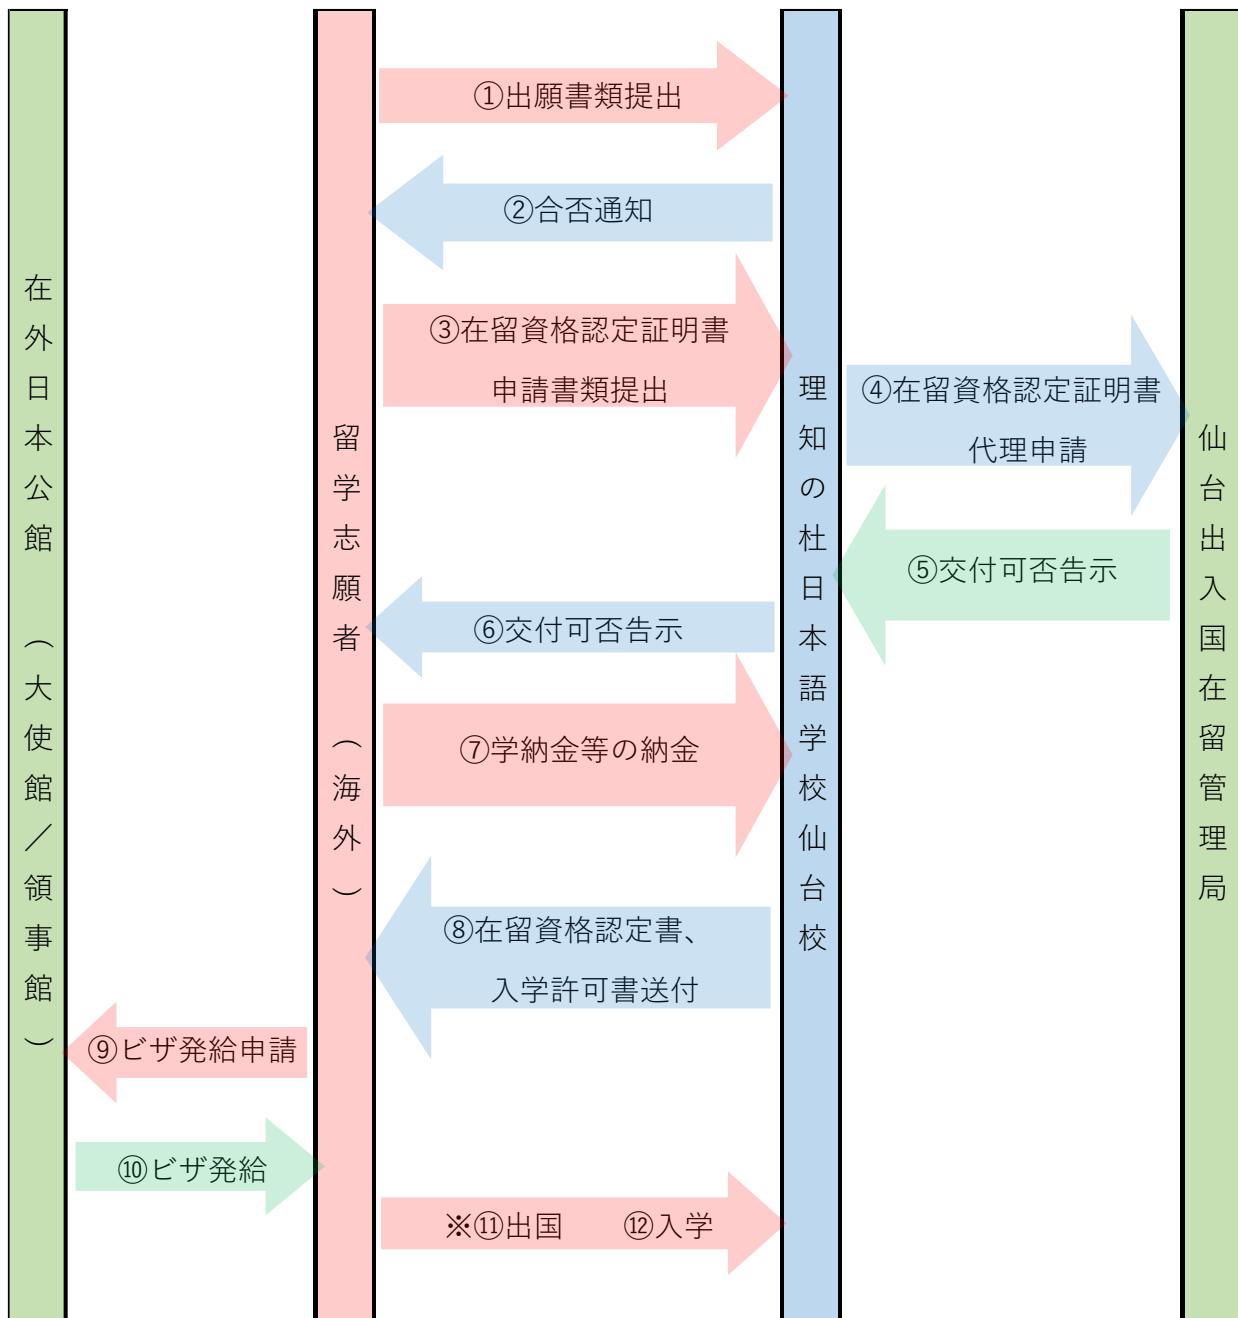 在外日本公館 （大使館／領事館）
留学志願者 （海外）
理知の杜日本語学校仙台校
仙台出入国在留管理局
①出願書類提出
②合否通知
③在留資格認定証明書
申請書類提出
④在留資格認定証明書
代理申請
⑤交付可否告示
⑥交付可否告示
⑦学納金等の納金
⑧在留資格認定書、
入学許可書送付
⑨ビザ発給申請
⑩ビザ発給
※⑪出国　　⑫入学